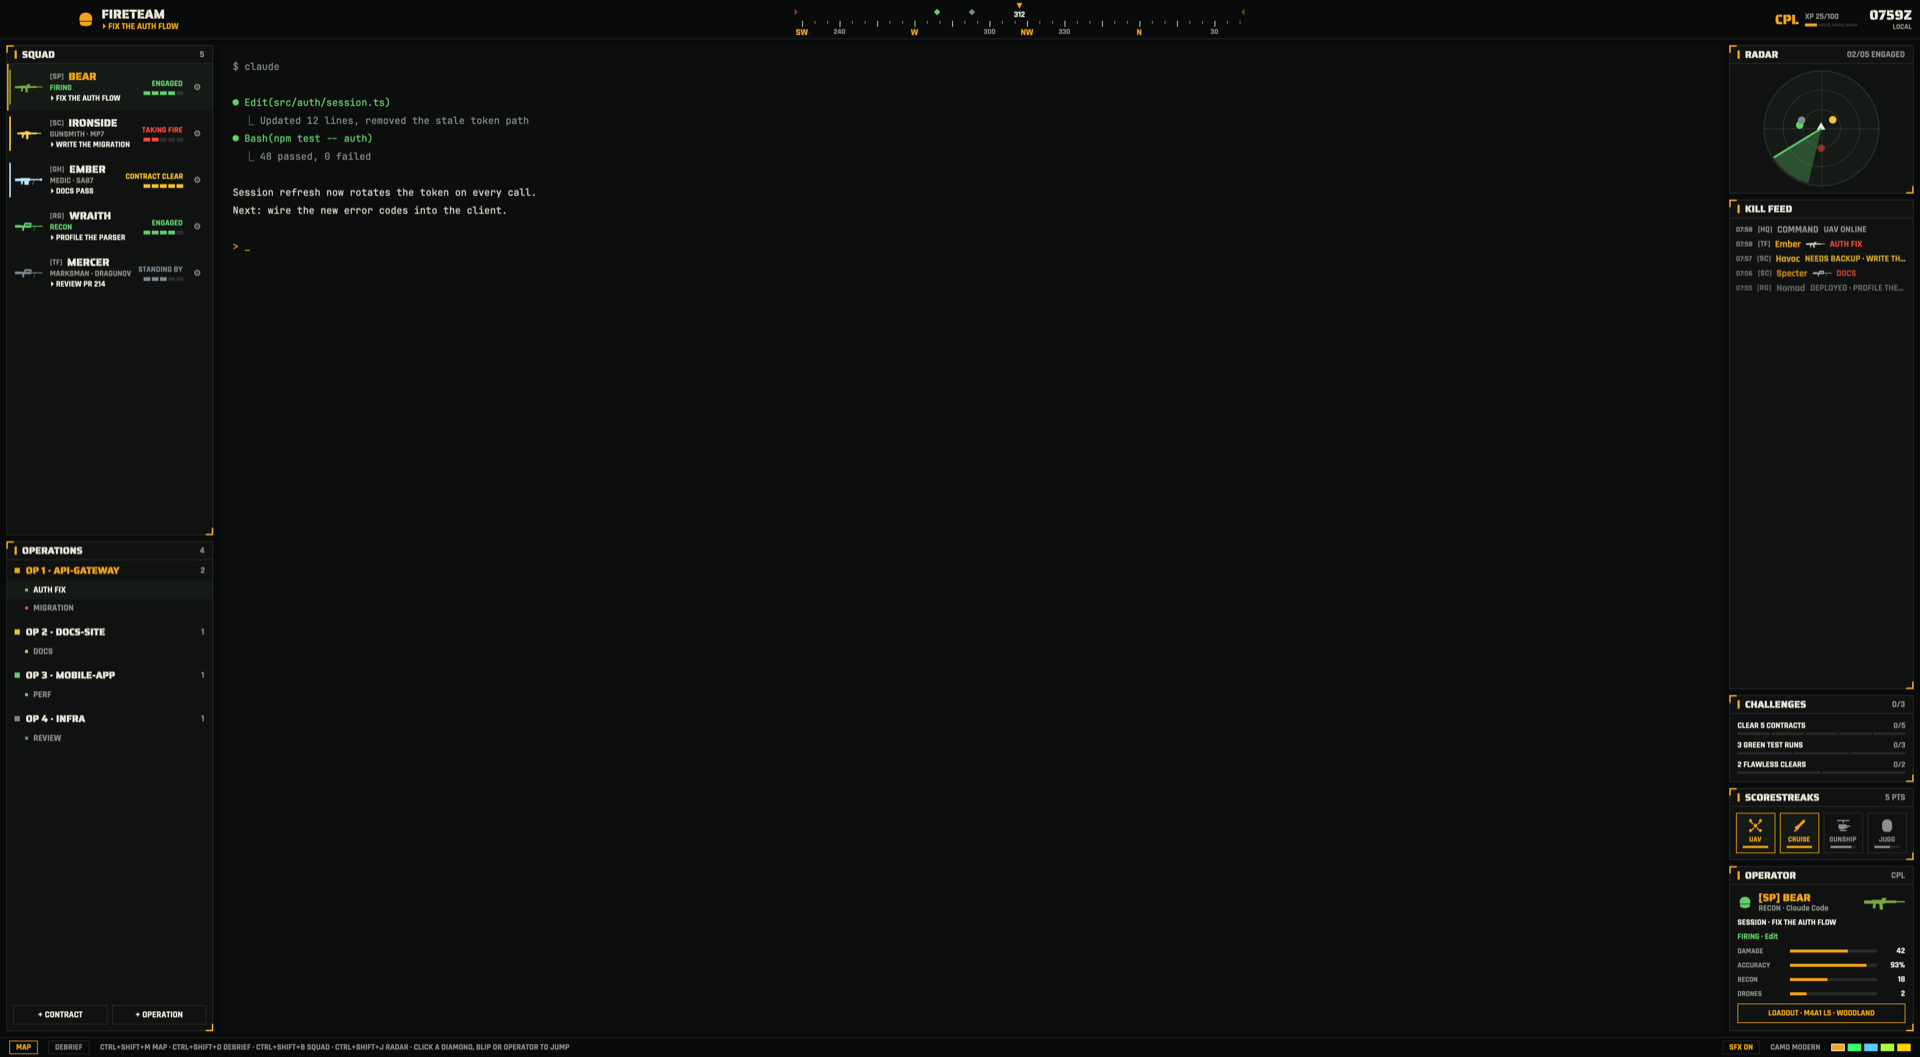 FIRETEAM
FIX THE AUTH FLOW
312
SW 240 W 300 NW 330 N 30
CPL XP 25/100
0759Z
LOCAL
SQUAD 5
[SP] BEAR
FIRING
FIX THE AUTH FLOW
ENGAGED
[SC] IRONSIDE
GUNSMITH · MP7
WRITE THE MIGRATION
TAKING FIRE
[GH] EMBER
MEDIC · SA87
DOCS PASS
CONTRACT CLEAR
[RG] WRAITH
RECON
PROFILE THE PARSER
ENGAGED
[TF] MERCER
MARKSMAN · DRAGUNOV
REVIEW PR 214
STANDING BY
OPERATIONS 4
OP 1 · API-GATEWAY 2
AUTH FIX
MIGRATION
OP 2 · DOCS-SITE 1
DOCS
OP 3 · MOBILE-APP 1
PERF
OP 4 · INFRA 1
REVIEW
+ CONTRACT
+ OPERATION
$ claude
Edit(src/auth/session.ts)
Updated 12 lines, removed the stale token path
Bash(npm test -- auth)
48 passed, 0 failed
Session refresh now rotates the token on every call.
Next: wire the new error codes into the client.
> _
RADAR 02/05 ENGAGED
KILL FEED
07:58 [HQ] COMMAND UAV ONLINE
07:58 [TF] Ember AUTH FIX
07:57 [SC] Havoc NEEDS BACKUP · WRITE TH...
07:56 [SC] Specter DOCS
07:55 [RG] Nomad DEPLOYED · PROFILE THE...
CHALLENGES 0/3
CLEAR 5 CONTRACTS 0/5
3 GREEN TEST RUNS 0/3
2 FLAWLESS CLEARS 0/2
SCORESTREAKS 5 PTS
UAV
CRUISE
GUNSHIP
JUGG
OPERATOR CPL
[SP] BEAR
RECON · Claude Code
SESSION · FIX THE AUTH FLOW
FIRING · Edit
DAMAGE 42
ACCURACY 93%
RECON 18
DRONES 2
LOADOUT · M4A1 L5 · WOODLAND
MAP
DEBRIEF
CTRL+SHIFT+M MAP · CTRL+SHIFT+D DEBRIEF · CTRL+SHIFT+B SQUAD · CTRL+SHIFT+J RADAR · CLICK A DIAMOND, BLIP OR OPERATOR TO JUMP
SFX ON
CAMO MODERN